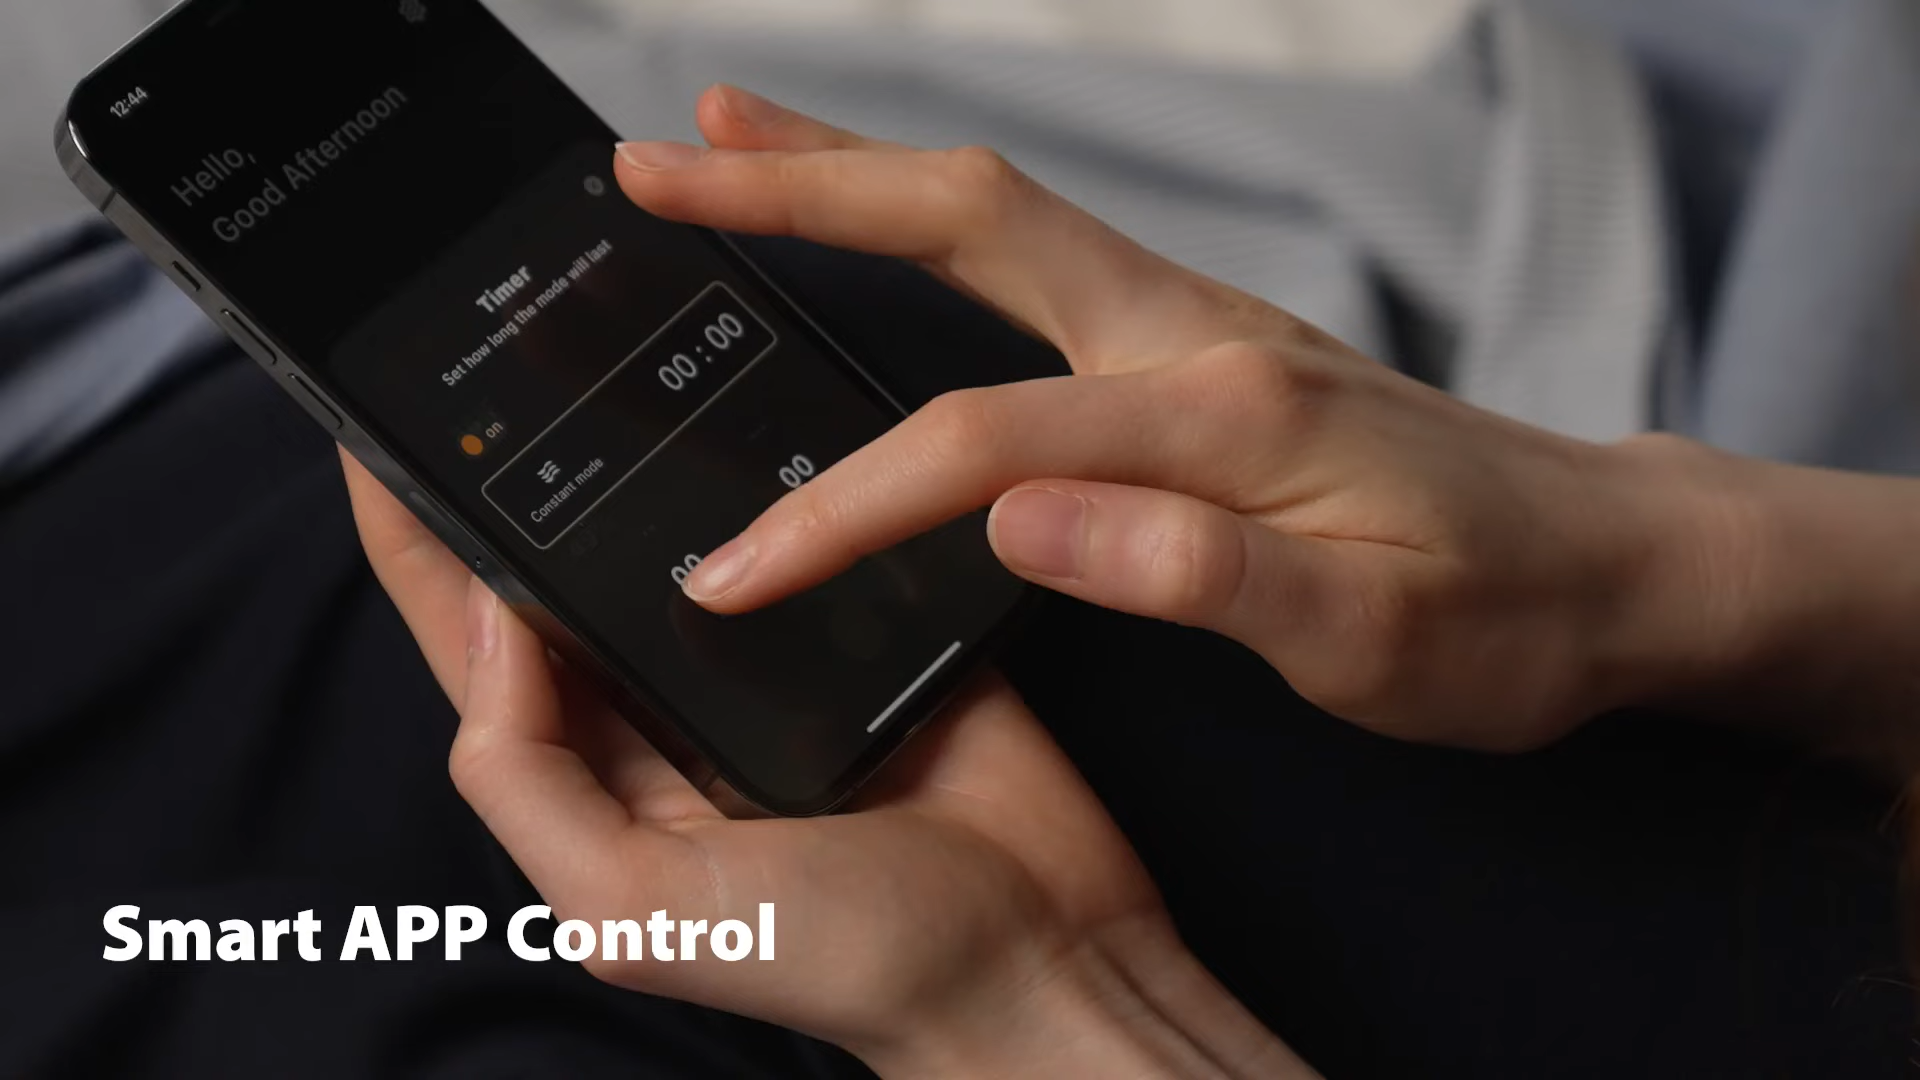 12:44
Hello,
Good Afternoon
Timer
Set how long the mode will last
on
00 : 00
Constant mode
00
00
Smart APP Control